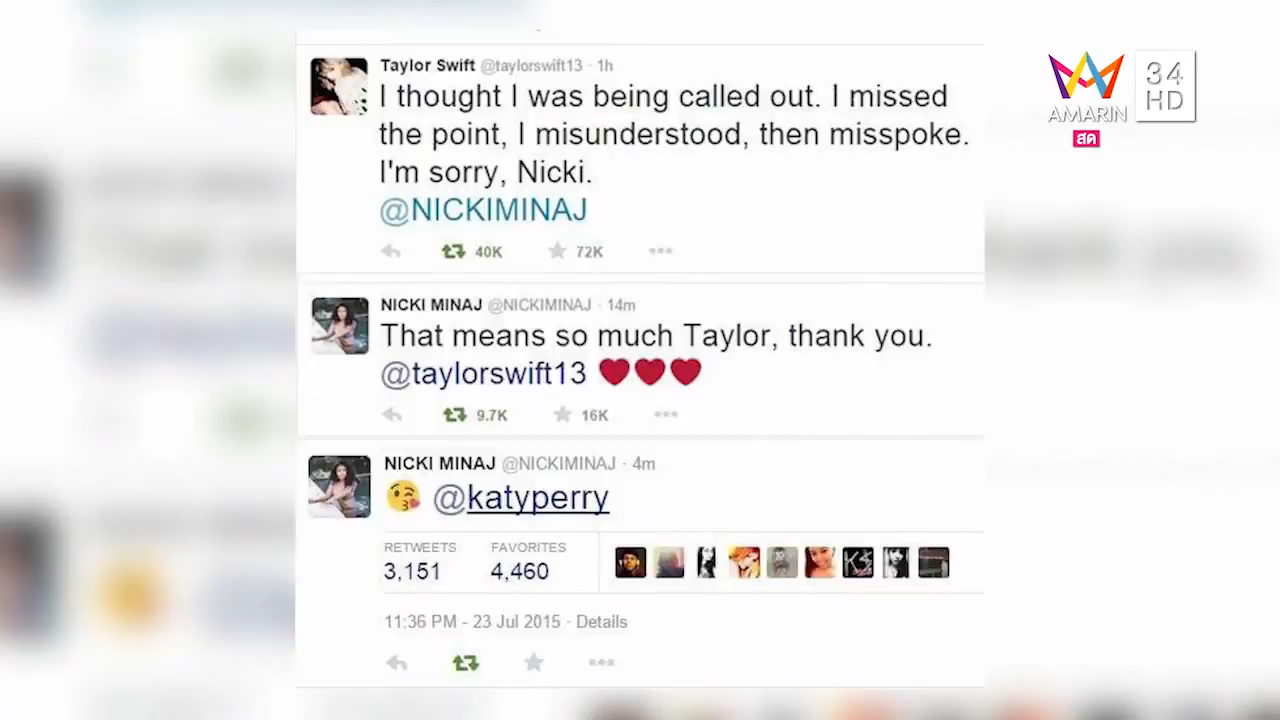 Taylor Swift @taylorswift13 · 1h
I thought I was being called out. I missed
the point, I misunderstood, then misspoke.
I'm sorry, Nicki.
@NICKIMINAJ
40K 72K
NICKI MINAJ @NICKIMINAJ · 14m
That means so much Taylor, thank you.
@taylorswift13 ❤❤❤
9.7K 16K
NICKI MINAJ @NICKIMINAJ · 4m
😘 @katyperry
RETWEETS FAVORITES
3,151 4,460
11:36 PM - 23 Jul 2015 · Details
AMARIN
สด
34
HD